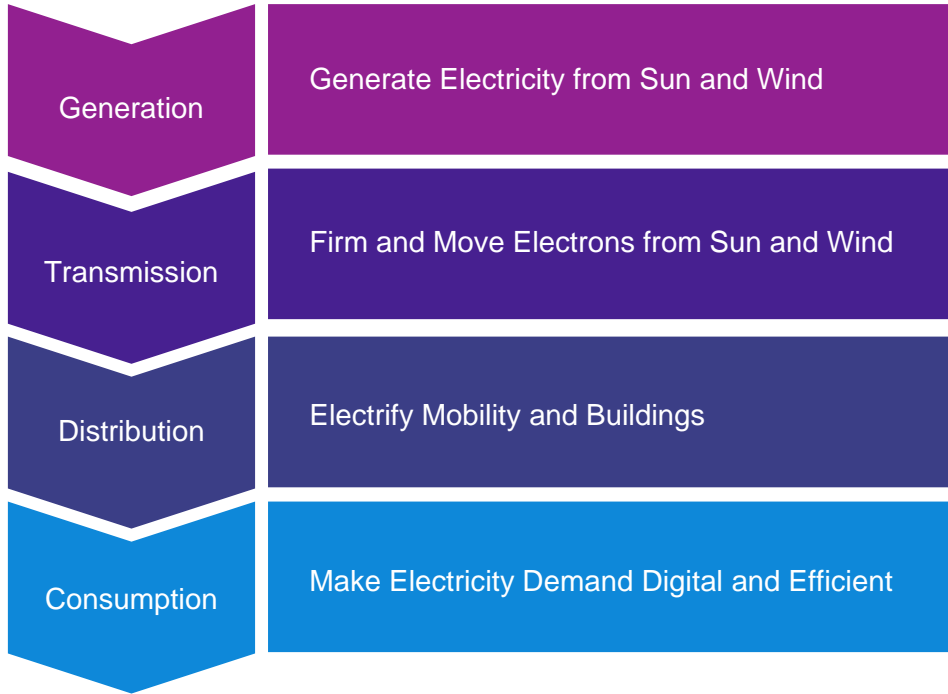 Generation
Generate Electricity from Sun and Wind
Transmission
Firm and Move Electrons from Sun and Wind
Distribution
Electrify Mobility and Buildings
Consumption
Make Electricity Demand Digital and Efficient